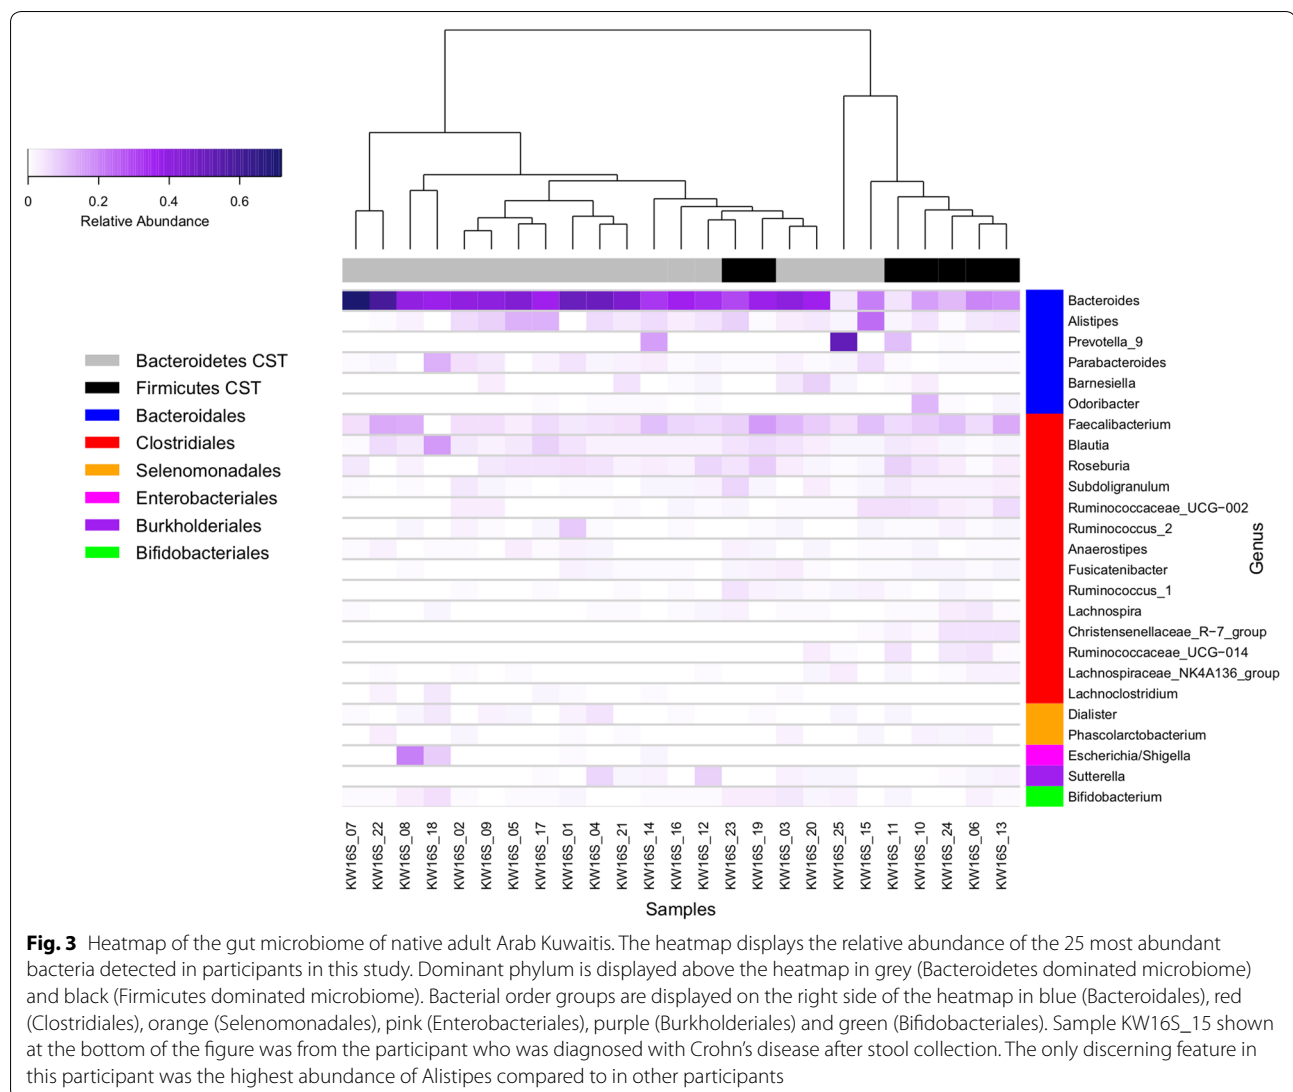 0 0.2 0.4 0.6
Relative Abundance
Bacteroidetes CST
Firmicutes CST
Bacteroidales
Clostridiales
Selenomonadales
Enterobacteriales
Burkholderiales
Bifidobacteriales
Bacteroides
Alistipes
Prevotella_9
Parabacteroides
Barnesiella
Odoribacter
Faecalibacterium
Blautia
Roseburia
Subdoligranulum
Ruminococcaceae_UCG−002
Ruminococcus_2
Anaerostipes
Fusicatenibacter
Ruminococcus_1
Lachnospira
Christensenellaceae_R−7_group
Ruminococcaceae_UCG−014
Lachnospiraceae_NK4A136_group
Lachnoclostridium
Dialister
Phascolarctobacterium
Escherichia/Shigella
Sutterella
Bifidobacterium
Genus
KW16S_07
KW16S_22
KW16S_08
KW16S_18
KW16S_02
KW16S_09
KW16S_05
KW16S_17
KW16S_01
KW16S_04
KW16S_21
KW16S_14
KW16S_16
KW16S_12
KW16S_23
KW16S_19
KW16S_03
KW16S_20
KW16S_25
KW16S_15
KW16S_11
KW16S_10
KW16S_24
KW16S_06
KW16S_13
Samples
Fig. 3 Heatmap of the gut microbiome of native adult Arab Kuwaitis. The heatmap displays the relative abundance of the 25 most abundant
bacteria detected in participants in this study. Dominant phylum is displayed above the heatmap in grey (Bacteroidetes dominated microbiome)
and black (Firmicutes dominated microbiome). Bacterial order groups are displayed on the right side of the heatmap in blue (Bacteroidales), red
(Clostridiales), orange (Selenomonadales), pink (Enterobacteriales), purple (Burkholderiales) and green (Bifidobacteriales). Sample KW16S_15 shown
at the bottom of the figure was from the participant who was diagnosed with Crohn’s disease after stool collection. The only discerning feature in
this participant was the highest abundance of Alistipes compared to in other participants